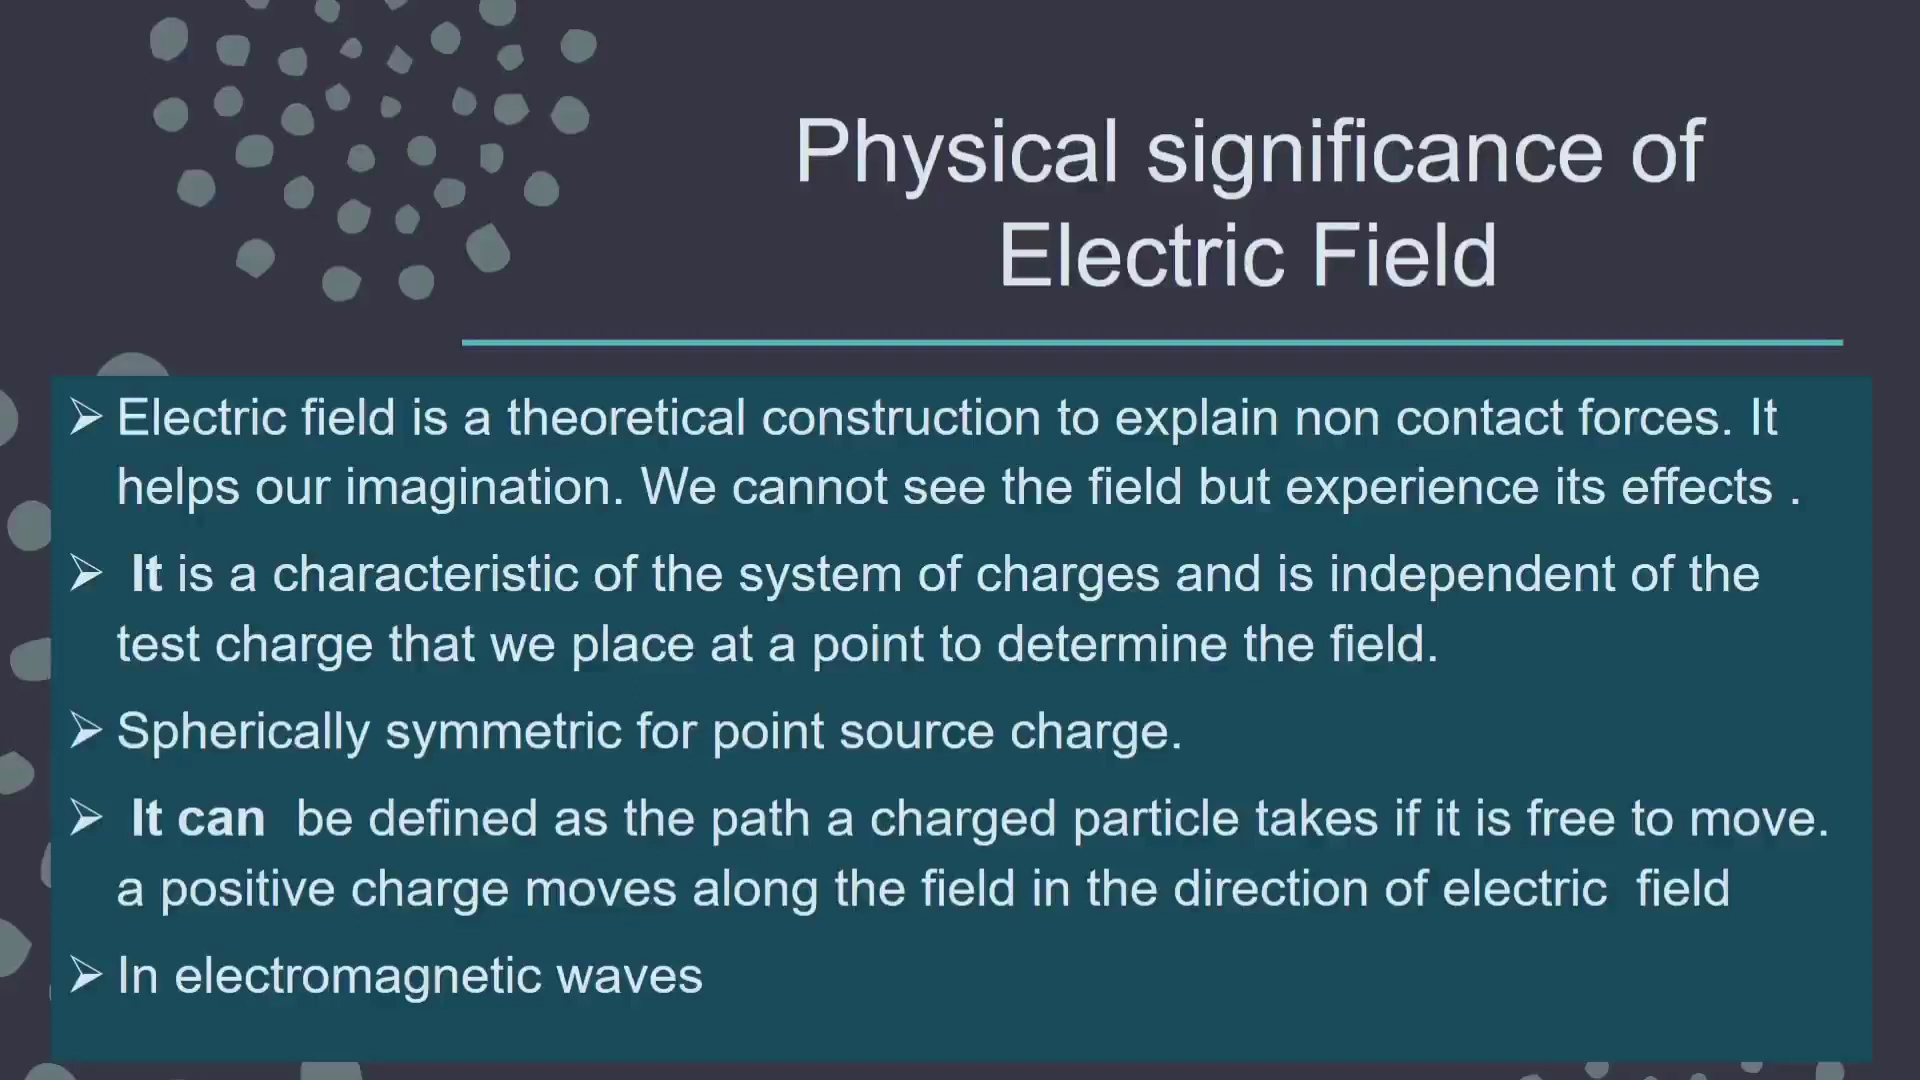 Physical significance of
Electric Field
➢ Electric field is a theoretical construction to explain non contact forces. It
helps our imagination. We cannot see the field but experience its effects .
➢ It is a characteristic of the system of charges and is independent of the
test charge that we place at a point to determine the field.
➢ Spherically symmetric for point source charge.
➢ It can be defined as the path a charged particle takes if it is free to move.
a positive charge moves along the field in the direction of electric field
➢ In electromagnetic waves